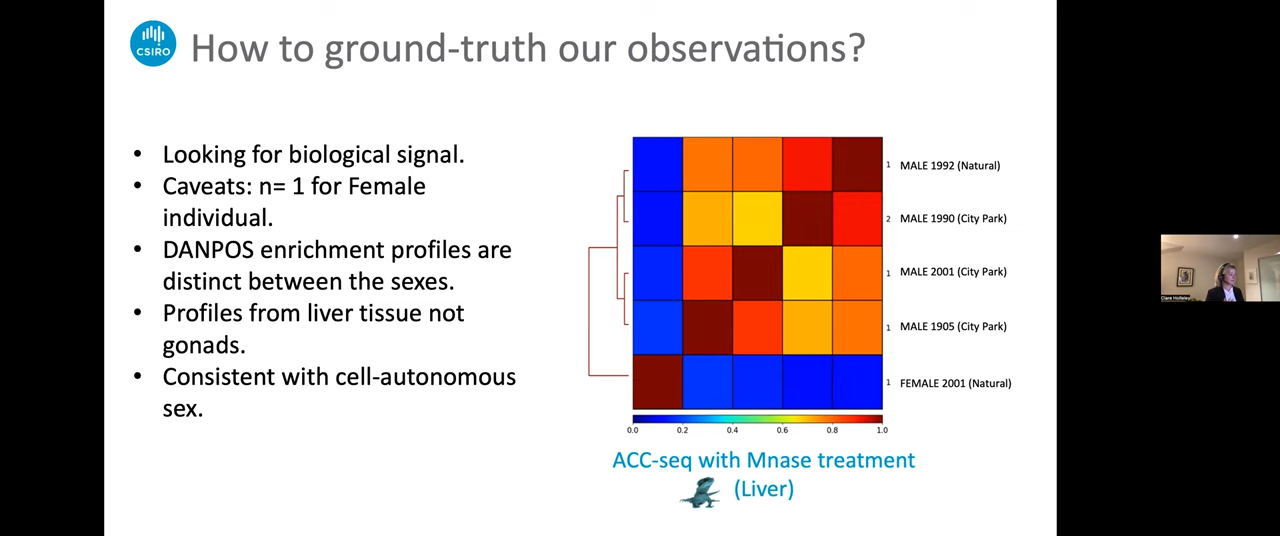 CSIRO
How to ground-truth our observations?
• Looking for biological signal.
• Caveats: n= 1 for Female
individual.
• DANPOS enrichment profiles are
distinct between the sexes.
• Profiles from liver tissue not
gonads.
• Consistent with cell-autonomous
sex.
1 MALE 1992 (Natural)
2 MALE 1990 (City Park)
1 MALE 2001 (City Park)
1 MALE 1905 (City Park)
1 FEMALE 2001 (Natural)
0.0 0.2 0.4 0.6 0.8 1.0
ACC-seq with Mnase treatment
(Liver)
Clare Holleley